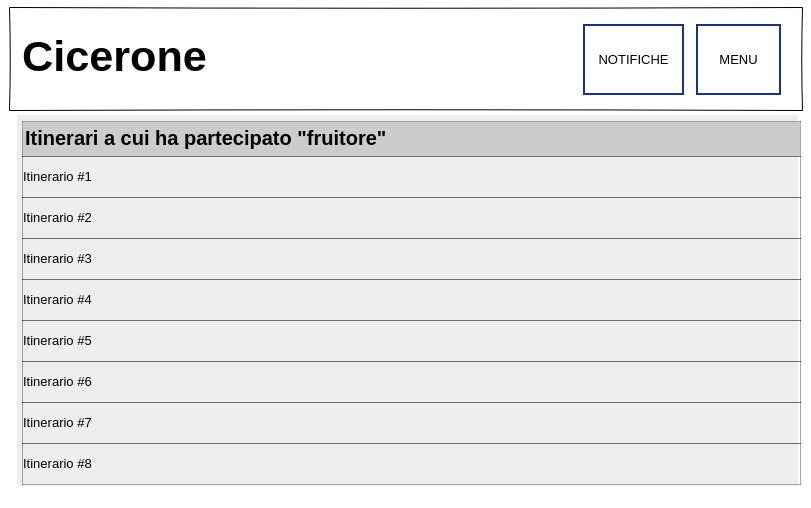 Cicerone
NOTIFICHE
MENU
Itinerari a cui ha partecipato "fruitore"
Itinerario #1
Itinerario #2
Itinerario #3
Itinerario #4
Itinerario #5
Itinerario #6
Itinerario #7
Itinerario #8